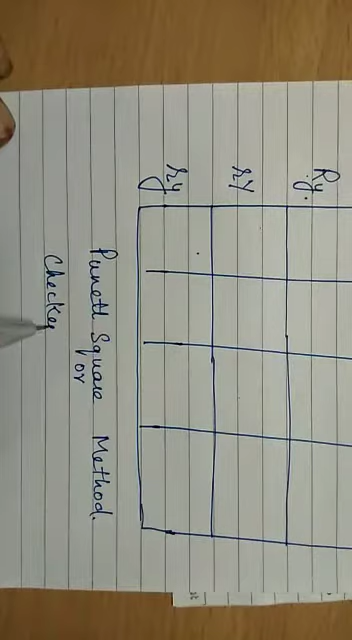 Ry.
rY
ry
Punett Square Method.
or
Checker